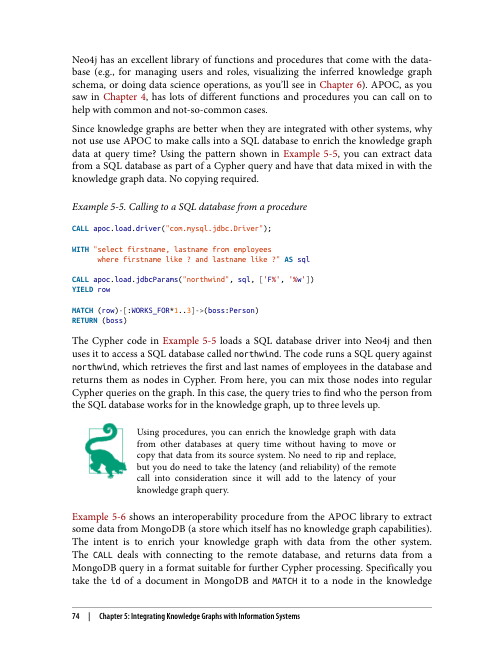 Neo4j has an excellent library of functions and procedures that come with the data-
base (e.g., for managing users and roles, visualizing the inferred knowledge graph
schema, or doing data science operations, as you'll see in Chapter 6). APOC, as you
saw in Chapter 4, has lots of different functions and procedures you can call on to
help with common and not-so-common cases.
Since knowledge graphs are better when they are integrated with other systems, why
not use use APOC to make calls into a SQL database to enrich the knowledge graph
data at query time? Using the pattern shown in Example 5-5, you can extract data
from a SQL database as part of a Cypher query and have that data mixed in with the
knowledge graph data. No copying required.
Example 5-5. Calling to a SQL database from a procedure
CALL apoc.load.driver("com.mysql.jdbc.Driver");
WITH "select firstname, lastname from employees
where firstname like ? and lastname like ?" AS sql
CALL apoc.load.jdbcParams("northwind", sql, ['F%', '%w'])
YIELD row
MATCH (row)-[:WORKS_FOR*1..3]->(boss:Person)
RETURN (boss)
The Cypher code in Example 5-5 loads a SQL database driver into Neo4j and then
uses it to access a SQL database called northwind. The code runs a SQL query against
northwind, which retrieves the first and last names of employees in the database and
returns them as nodes in Cypher. From here, you can mix those nodes into regular
Cypher queries on the graph. In this case, the query tries to find who the person from
the SQL database works for in the knowledge graph, up to three levels up.
Using procedures, you can enrich the knowledge graph with data
from other databases at query time without having to move or
copy that data from its source system. No need to rip and replace,
but you do need to take the latency (and reliability) of the remote
call into consideration since it will add to the latency of your
knowledge graph query.
Example 5-6 shows an interoperability procedure from the APOC library to extract
some data from MongoDB (a store which itself has no knowledge graph capabilities).
The intent is to enrich your knowledge graph with data from the other system.
The CALL deals with connecting to the remote database, and returns data from a
MongoDB query in a format suitable for further Cypher processing. Specifically you
take the id of a document in MongoDB and MATCH it to a node in the knowledge
74 | Chapter 5: Integrating Knowledge Graphs with Information Systems